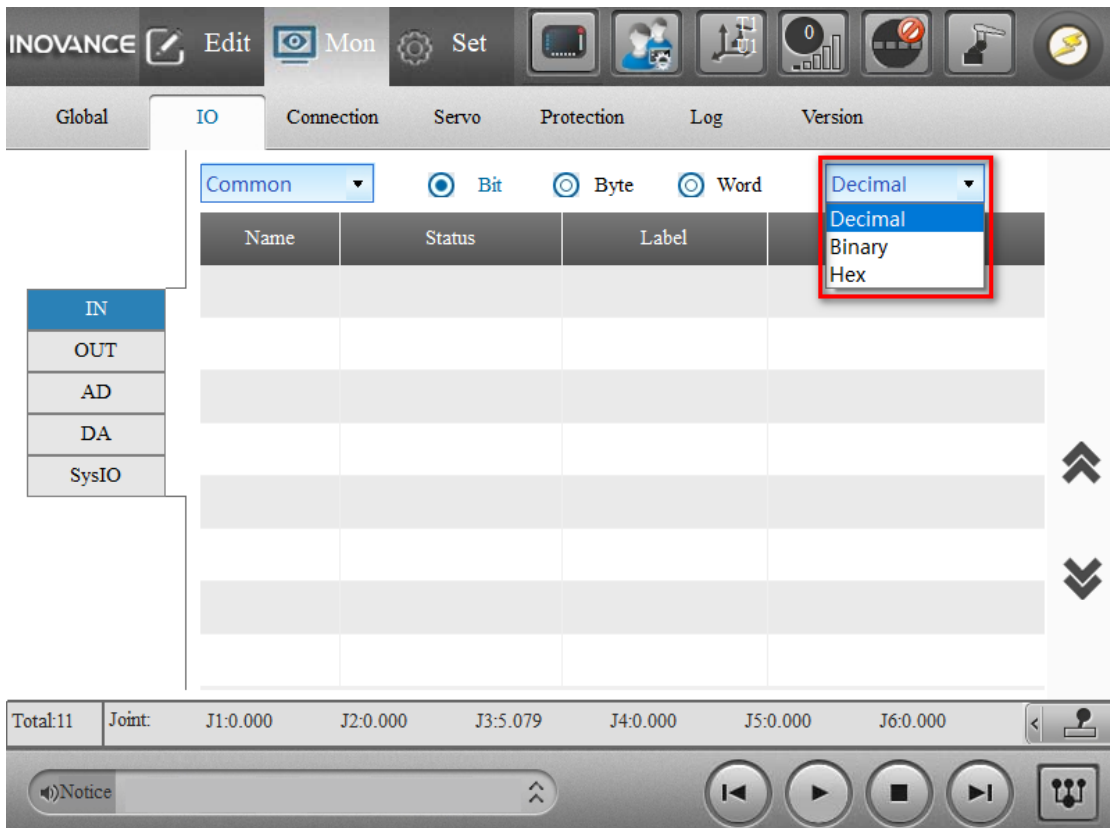 INOVANCE Edit Mon Set T1 U1 0
Global IO Connection Servo Protection Log Version
Common Bit Byte Word Decimal
Decimal
Name Status Label
Binary
Hex
IN
OUT
AD
DA
SysIO
Total:11 Joint: J1:0.000 J2:0.000 J3:5.079 J4:0.000 J5:0.000 J6:0.000
Notice